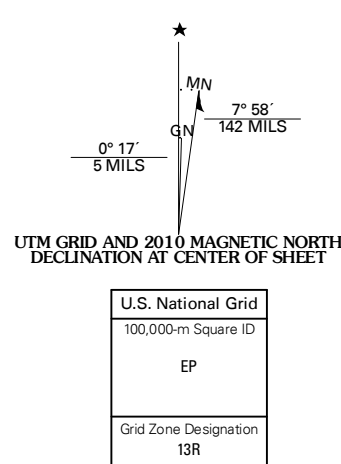 MN
7° 58´
142 MILS
GN
0° 17´
5 MILS
UTM GRID AND 2010 MAGNETIC NORTH
DECLINATION AT CENTER OF SHEET
U.S. National Grid
100,000-m Square ID
EP
Grid Zone Designation
13R